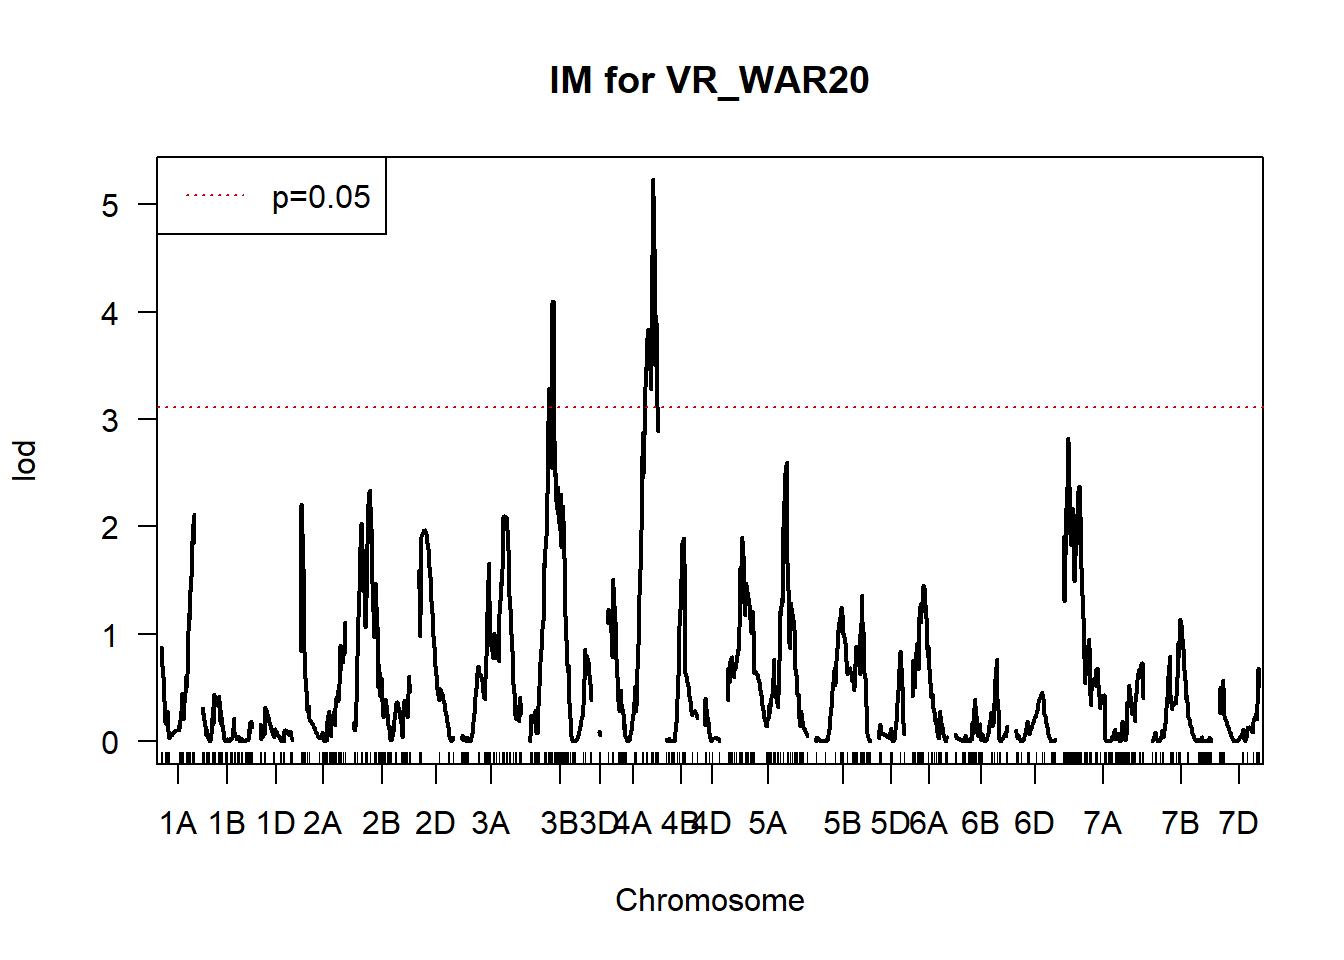 IM for VR_WAR20
p=0.05
5
4
3
2
1
0
lod
1A 1B 1D 2A 2B 2D 3A 3B 3D 4A 4B 4D 5A 5B 5D 6A 6B 6D 7A 7B 7D
Chromosome